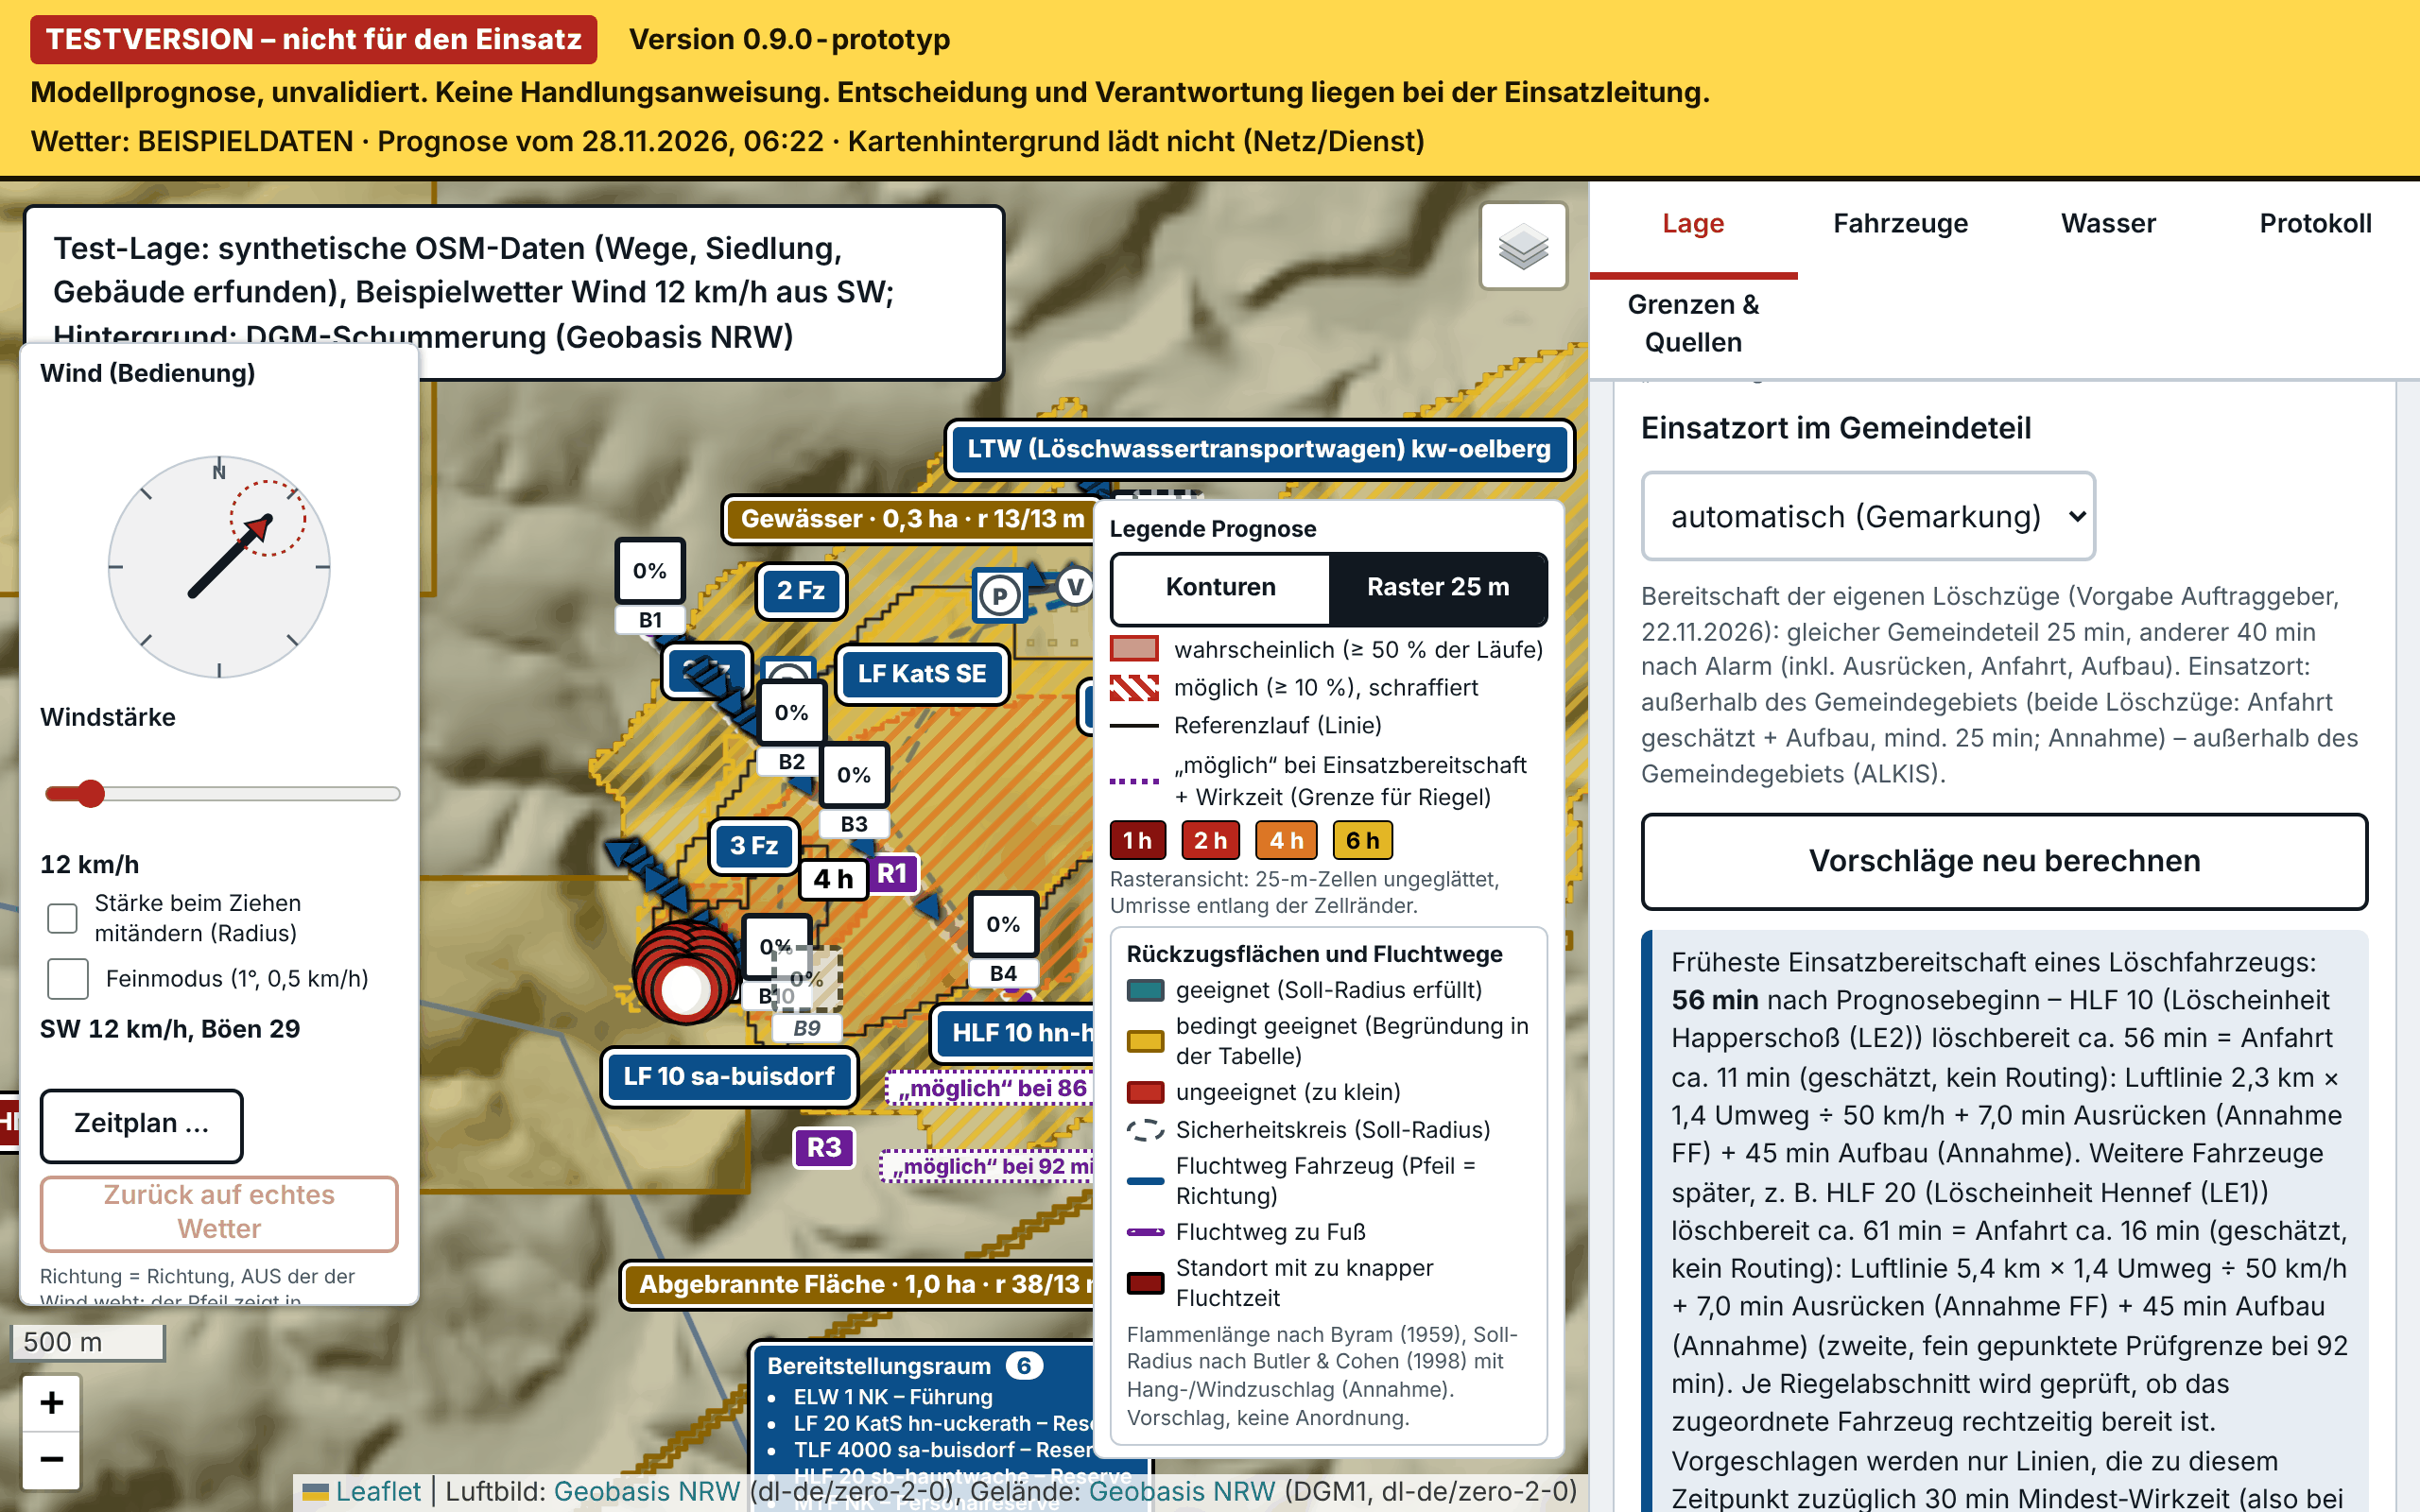 TESTVERSION – nicht für den Einsatz
Version 0.9.0-prototyp
Modellprognose, unvalidiert. Keine Handlungsanweisung. Entscheidung und Verantwortung liegen bei der Einsatzleitung.
Wetter: BEISPIELDATEN · Prognose vom 28.11.2026, 06:22 · Kartenhintergrund lädt nicht (Netz/Dienst)
Test-Lage: synthetische OSM-Daten (Wege, Siedlung,
Gebäude erfunden), Beispielwetter Wind 12 km/h aus SW;
Hintergrund: DGM-Schummerung (Geobasis NRW)
Wind (Bedienung)
N
Windstärke
12 km/h
Stärke beim Ziehen
mitändern (Radius)
Feinmodus (1°, 0,5 km/h)
SW 12 km/h, Böen 29
Zeitplan ...
Zurück auf echtes
Wetter
Richtung = Richtung, AUS der der
Wind weht; der Pfeil zeigt in
500 m
+
−
LTW (Löschwassertransportwagen) kw-oelberg
Gewässer · 0,3 ha · r 13/13 m
0%
B1
2 Fz
P
V
LF KatS SE
0%
B2
0%
B3
3 Fz
4 h
R1
0%
B4
0%
B10
0%
B9
HLF 10 hn-h
LF 10 sa-buisdorf
„möglich“ bei 86
R3
„möglich“ bei 92 mi
Abgebrannte Fläche · 1,0 ha · r 38/13 m
Bereitstellungsraum 6
• ELW 1 NK – Führung
• LF 20 KatS hn-uckerath – Rese
• TLF 4000 sa-buisdorf – Reser
• HLF 20 sb-hauptwache – Reserve
MTF NK – Personalreserve
Leaflet | Luftbild: Geobasis NRW (dl-de/zero-2-0), Gelände: Geobasis NRW (DGM1, dl-de/zero-2-0)
Legende Prognose
Konturen
Raster 25 m
wahrscheinlich (≥ 50 % der Läufe)
möglich (≥ 10 %), schraffiert
Referenzlauf (Linie)
„möglich“ bei Einsatzbereitschaft
+ Wirkzeit (Grenze für Riegel)
1 h
2 h
4 h
6 h
Rasteransicht: 25-m-Zellen ungeglättet,
Umrisse entlang der Zellränder.
Rückzugsflächen und Fluchtwege
geeignet (Soll-Radius erfüllt)
bedingt geeignet (Begründung in
der Tabelle)
ungeeignet (zu klein)
Sicherheitskreis (Soll-Radius)
Fluchtweg Fahrzeug (Pfeil =
Richtung)
Fluchtweg zu Fuß
Standort mit zu knapper
Fluchtzeit
Flammenlänge nach Byram (1959), Soll-
Radius nach Butler & Cohen (1998) mit
Hang-/Windzuschlag (Annahme).
Vorschlag, keine Anordnung.
Lage
Fahrzeuge
Wasser
Protokoll
Grenzen &
Quellen
Einsatzort im Gemeindeteil
automatisch (Gemarkung)
Bereitschaft der eigenen Löschzüge (Vorgabe Auftraggeber,
22.11.2026): gleicher Gemeindeteil 25 min, anderer 40 min
nach Alarm (inkl. Ausrücken, Anfahrt, Aufbau). Einsatzort:
außerhalb des Gemeindegebiets (beide Löschzüge: Anfahrt
geschätzt + Aufbau, mind. 25 min; Annahme) – außerhalb des
Gemeindegebiets (ALKIS).
Vorschläge neu berechnen
Früheste Einsatzbereitschaft eines Löschfahrzeugs:
56 min nach Prognosebeginn – HLF 10 (Löscheinheit
Happerschoß (LE2)) löschbereit ca. 56 min = Anfahrt
ca. 11 min (geschätzt, kein Routing): Luftlinie 2,3 km ×
1,4 Umweg ÷ 50 km/h + 7,0 min Ausrücken (Annahme
FF) + 45 min Aufbau (Annahme). Weitere Fahrzeuge
später, z. B. HLF 20 (Löscheinheit Hennef (LE1))
löschbereit ca. 61 min = Anfahrt ca. 16 min (geschätzt,
kein Routing): Luftlinie 5,4 km × 1,4 Umweg ÷ 50 km/h
+ 7,0 min Ausrücken (Annahme FF) + 45 min Aufbau
(Annahme) (zweite, fein gepunktete Prüfgrenze bei 92
min). Je Riegelabschnitt wird geprüft, ob das
zugeordnete Fahrzeug rechtzeitig bereit ist.
Vorgeschlagen werden nur Linien, die zu diesem
Zeitpunkt zuzüglich 30 min Mindest-Wirkzeit (also bei